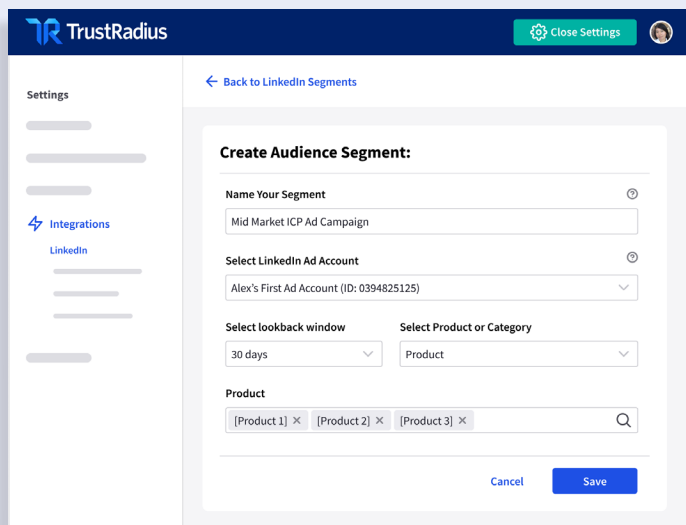 TrustRadius
Close Settings
Settings
Back to LinkedIn Segments
Integrations
LinkedIn
Create Audience Segment:
Name Your Segment
Mid Market ICP Ad Campaign
Select LinkedIn Ad Account
Alex's First Ad Account (ID: 0394825125)
Select lookback window
Select Product or Category
30 days
Product
Product
[Product 1] × [Product 2] × [Product 3] ×
Cancel
Save